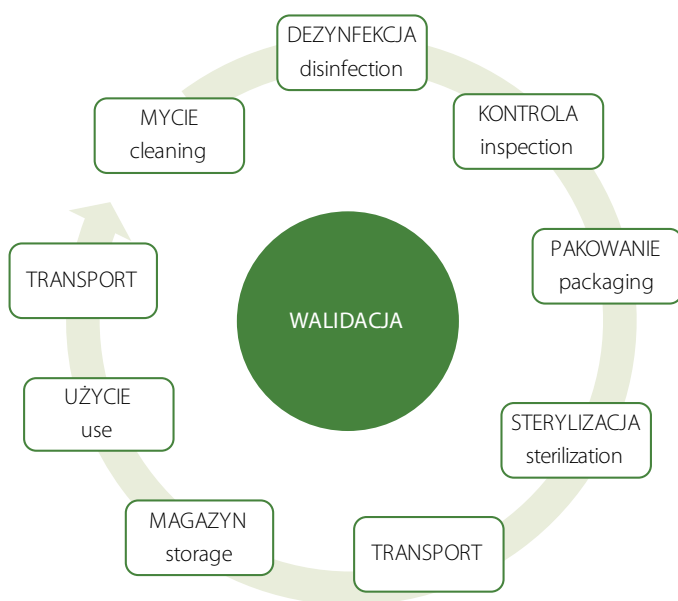 DEZYNFEKCJA
disinfection
MYCIE
cleaning
KONTROLA
inspection
PAKOWANIE
packaging
TRANSPORT
WALIDACJA
UŻYCIE
use
STERYLIZACJA
sterilization
MAGAZYN
storage
TRANSPORT